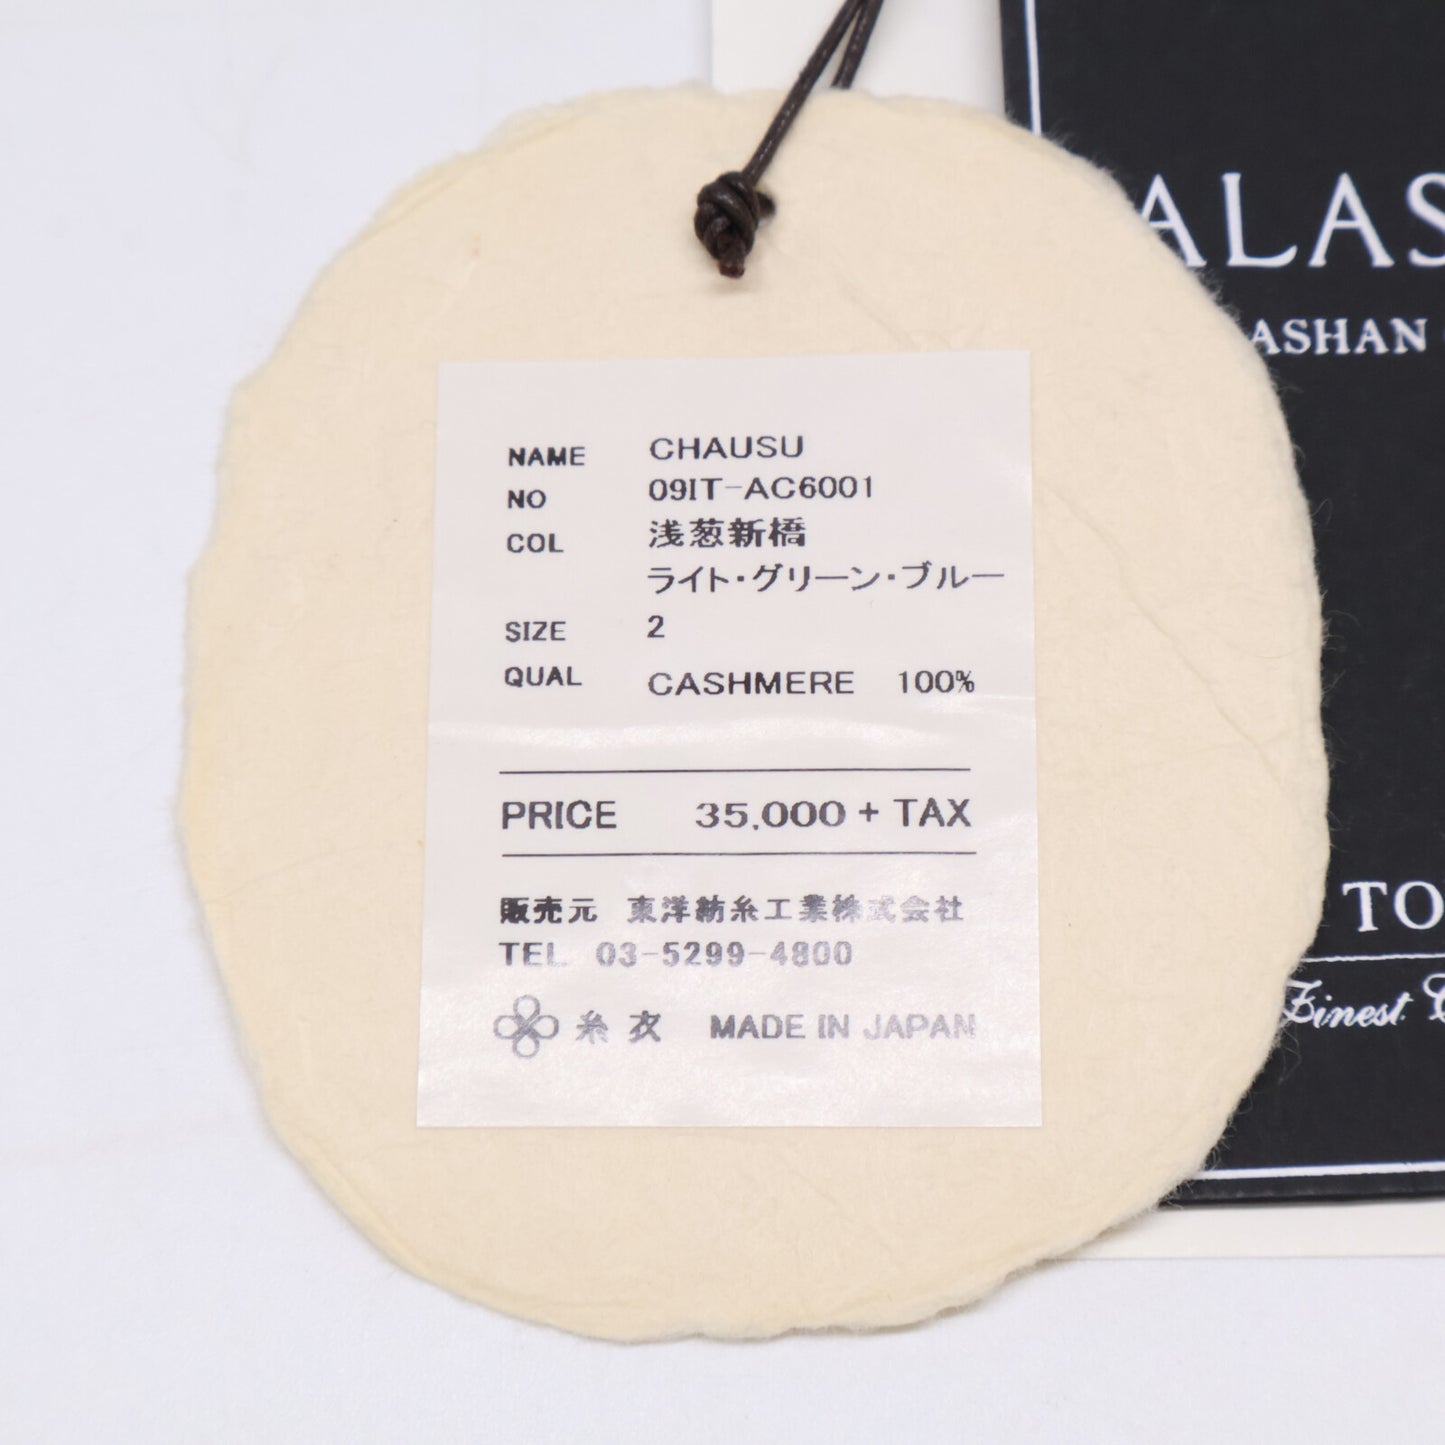 NAME CHAUSU
NO 09IT-AC6001
COL 浅葱新橋
ライト・グリーン・ブルー
SIZE 2
QUAL CASHMERE 100%
PRICE 35,000 + TAX
販売元 東洋紡糸工業株式会社
TEL 03-5299-4800
糸衣 MADE IN JAPAN
ALAS
ASHAN
TO
Finest